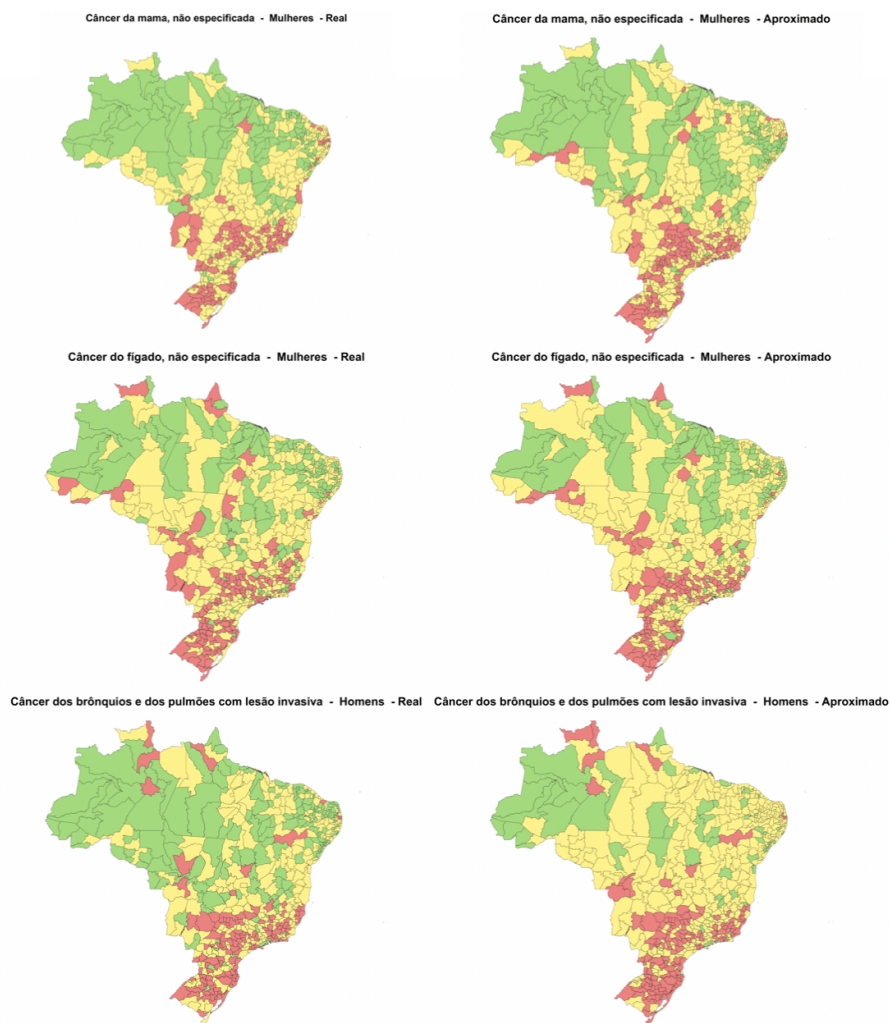 Câncer da mama, não especificada - Mulheres - Real
Câncer da mama, não especificada - Mulheres - Aproximado
Câncer do fígado, não especificada - Mulheres - Real
Câncer do fígado, não especificada - Mulheres - Aproximado
Câncer dos brônquios e dos pulmões com lesão invasiva - Homens - Real
Câncer dos brônquios e dos pulmões com lesão invasiva - Homens - Aproximado